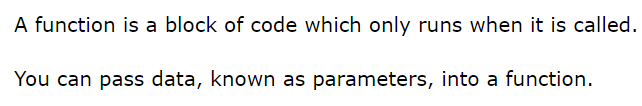 A function is a block of code which only runs when it is called.
You can pass data, known as parameters, into a function.